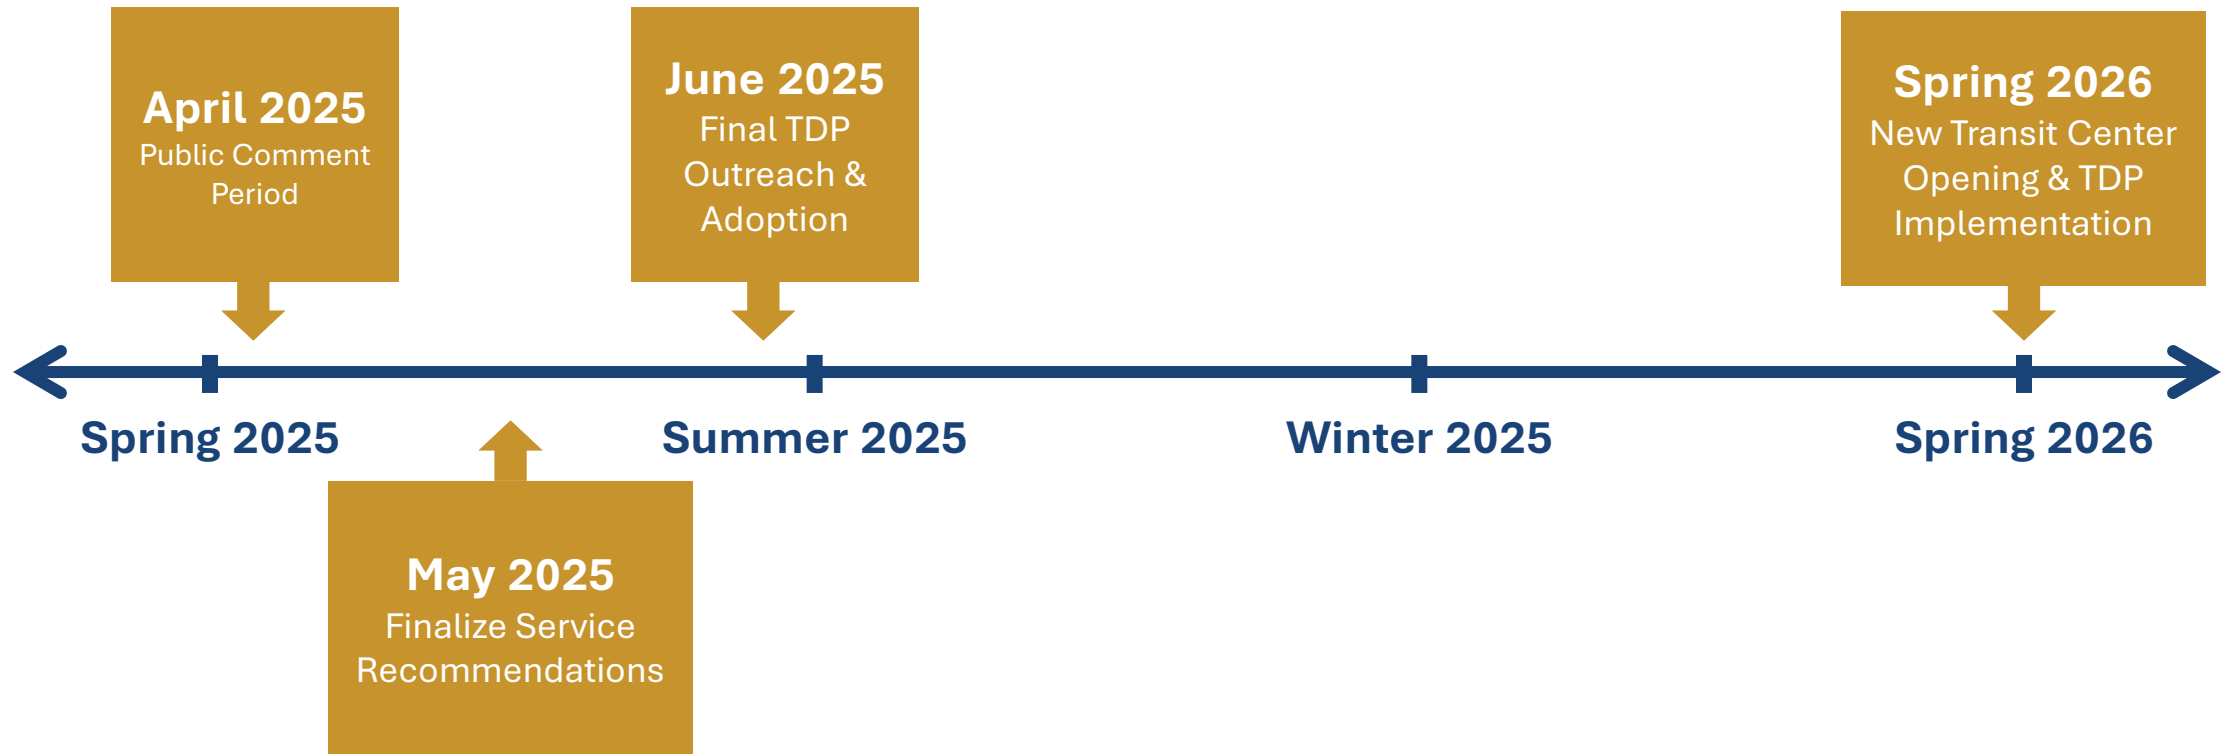 April 2025
Public Comment
Period
June 2025
Final TDP
Outreach &
Adoption
Spring 2026
New Transit Center
Opening & TDP
Implementation
Spring 2025
Summer 2025
Winter 2025
Spring 2026
May 2025
Finalize Service
Recommendations